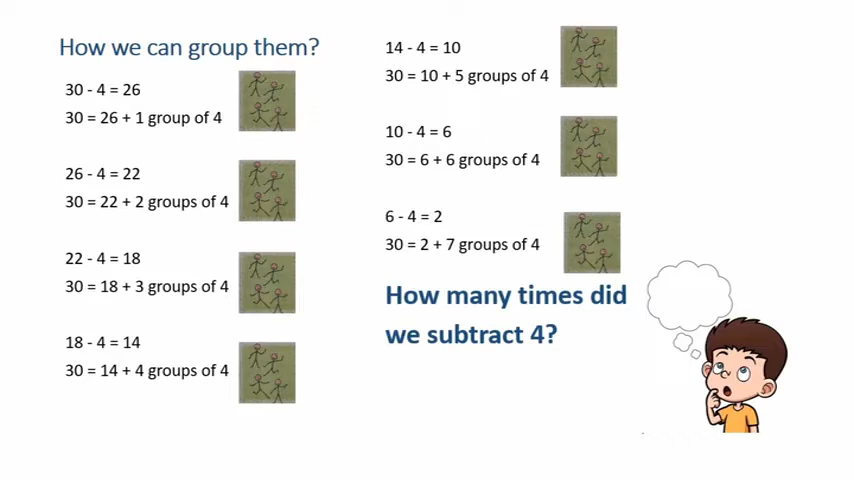 How we can group them?
30 - 4 = 26
30 = 26 + 1 group of 4
26 - 4 = 22
30 = 22 + 2 groups of 4
22 - 4 = 18
30 = 18 + 3 groups of 4
18 - 4 = 14
30 = 14 + 4 groups of 4
14 - 4 = 10
30 = 10 + 5 groups of 4
10 - 4 = 6
30 = 6 + 6 groups of 4
6 - 4 = 2
30 = 2 + 7 groups of 4
How many times did
we subtract 4?